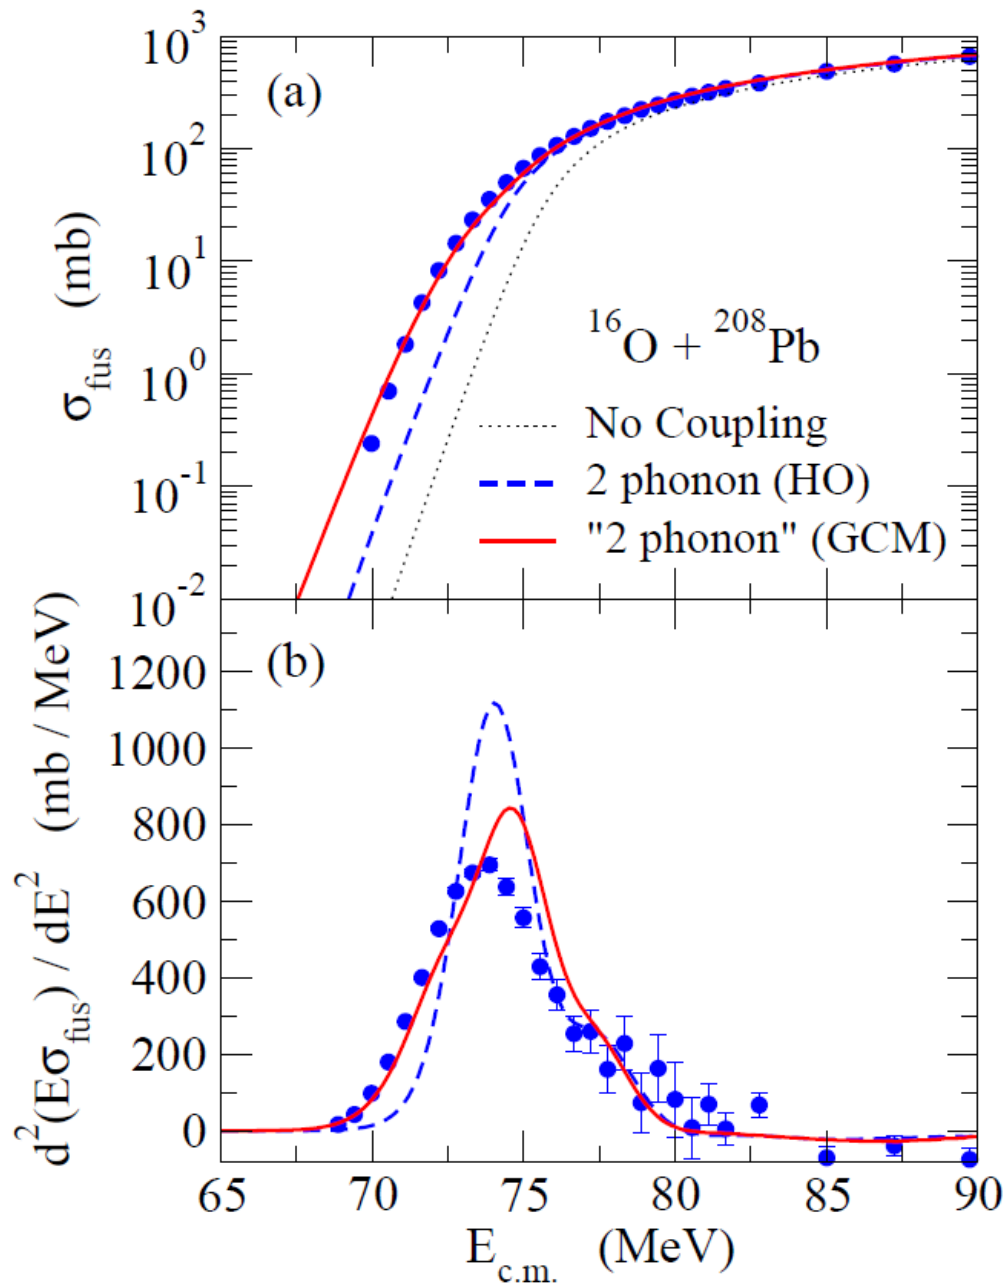 10^3
(a)
10^2
10^1
10^0
10^-1
10^-2
σ_fus (mb)
^16O + ^208Pb
No Coupling
2 phonon (HO)
"2 phonon" (GCM)
(b)
1200
1000
800
600
400
200
0
d^2(Eσ_fus) / dE^2 (mb / MeV)
65 70 75 80 85 90
E_c.m. (MeV)